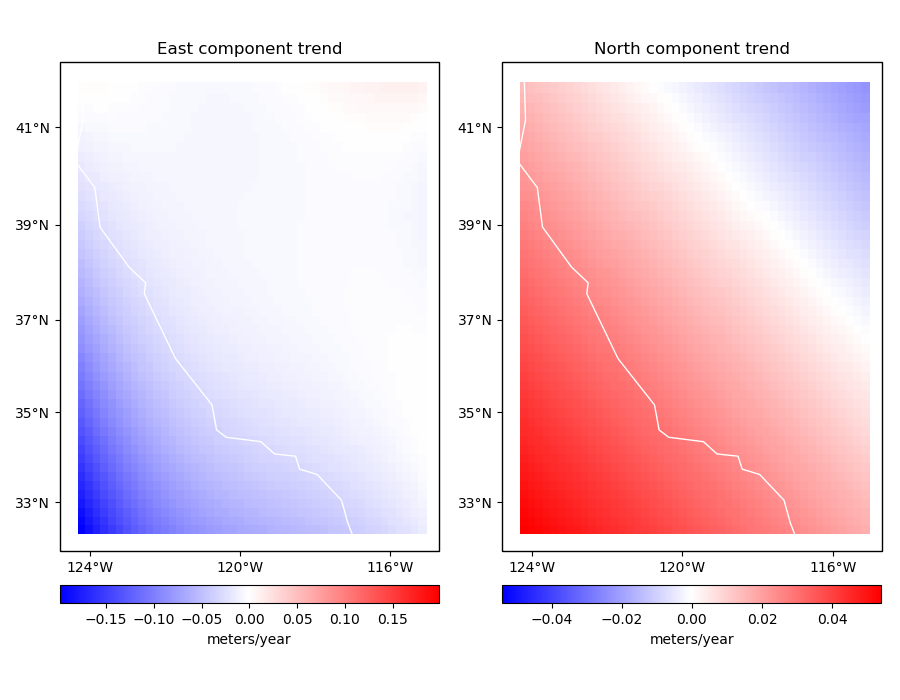 East component trend
North component trend
41°N
39°N
37°N
35°N
33°N
41°N
39°N
37°N
35°N
33°N
124°W
120°W
116°W
124°W
120°W
116°W
−0.15
−0.10
−0.05
0.00
0.05
0.10
0.15
−0.04
−0.02
0.00
0.02
0.04
meters/year
meters/year